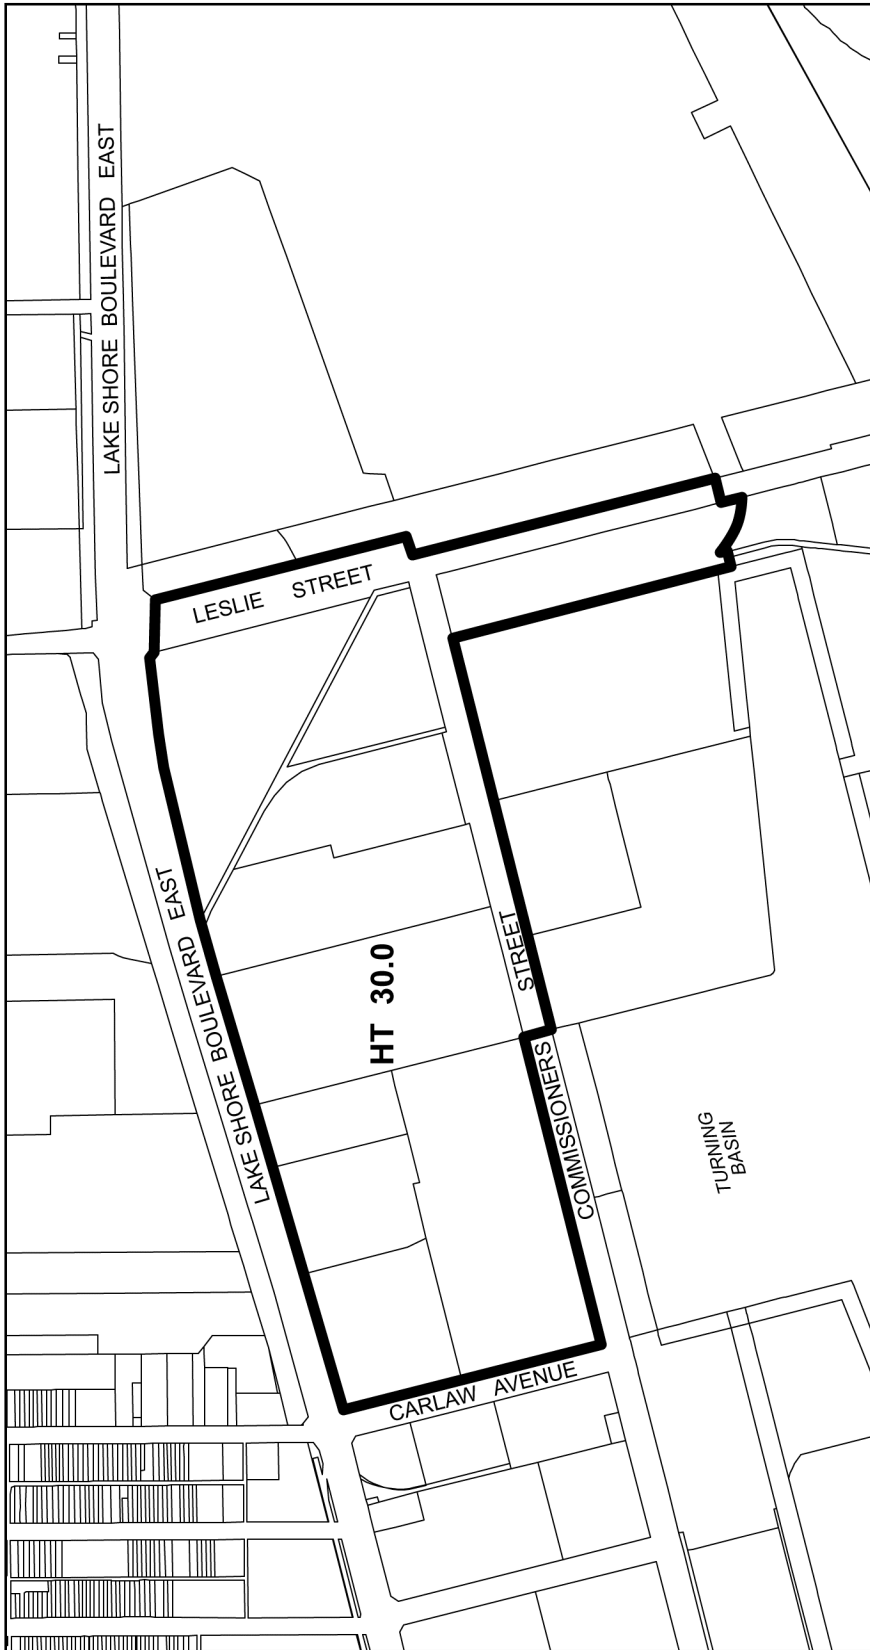 LAKE SHORE BOULEVARD EAST
LESLIE STREET
LAKE SHORE BOULEVARD EAST
HT 30.0
COMMISSIONERS STREET
TURNING
BASIN
CARLAW AVENUE